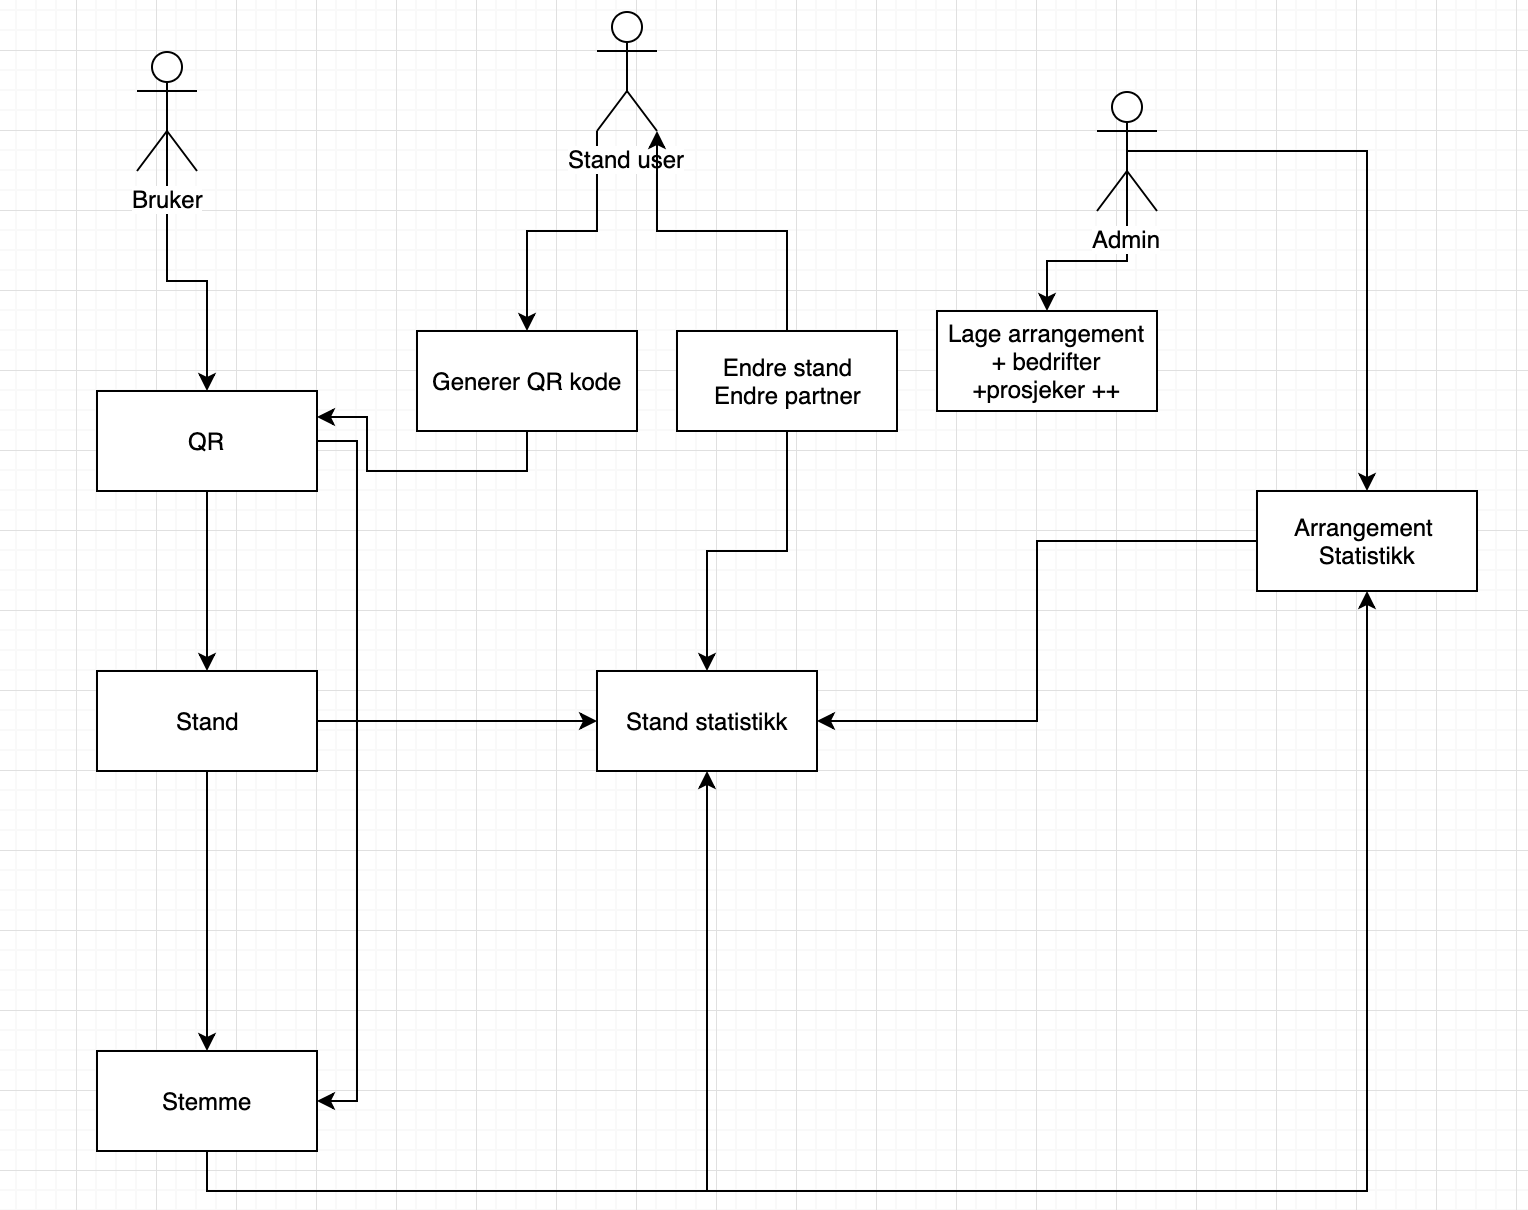 Stand user
Bruker
Admin
Lage arrangement
+ bedrifter
+prosjeker ++
Generer QR kode
Endre stand
Endre partner
QR
Arrangement
Statistikk
Stand
Stand statistikk
Stemme